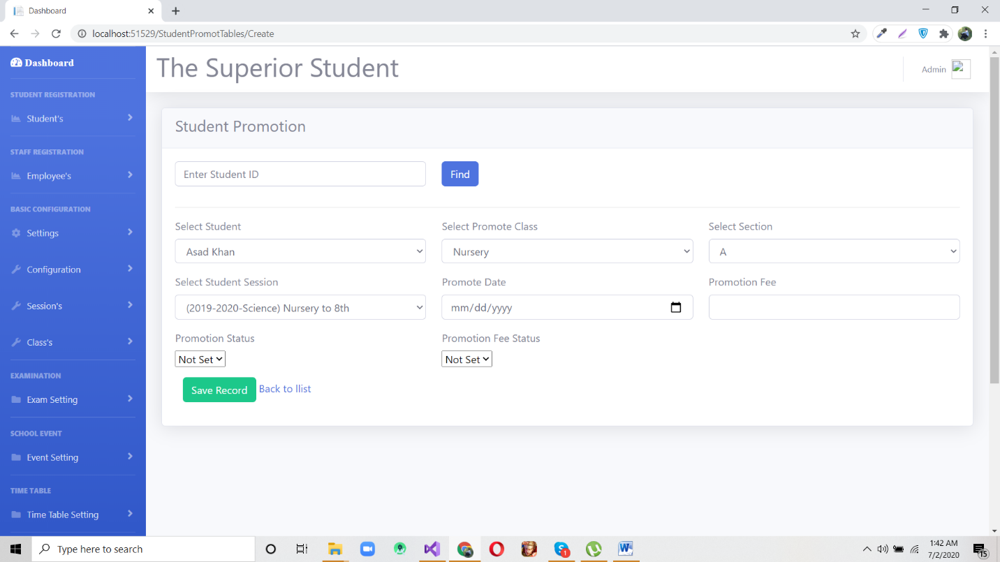 Dashboard
localhost:51529/StudentPromotTables/Create
Dashboard
STUDENT REGISTRATION
Student's
STAFF REGISTRATION
Employee's
BASIC CONFIGURATION
Settings
Configuration
Session's
Class's
EXAMINATION
Exam Setting
SCHOOL EVENT
Event Setting
TIME TABLE
Time Table Setting
The Superior Student
Admin
Student Promotion
Enter Student ID
Find
Select Student
Select Promote Class
Select Section
Asad Khan
Nursery
A
Select Student Session
Promote Date
Promotion Fee
(2019-2020-Science) Nursery to 8th
mm/dd/yyyy
Promotion Status
Promotion Fee Status
Not Set
Not Set
Save Record
Back to llist
Type here to search
1
W
1:42 AM
7/2/2020
15